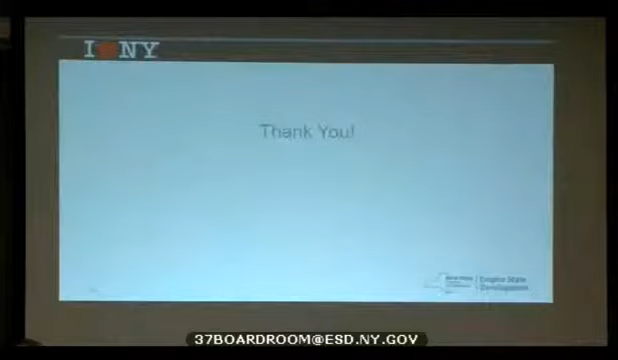 I NY
Thank You!
Empire State
Development
37BOARDROOM@ESD.NY.GOV